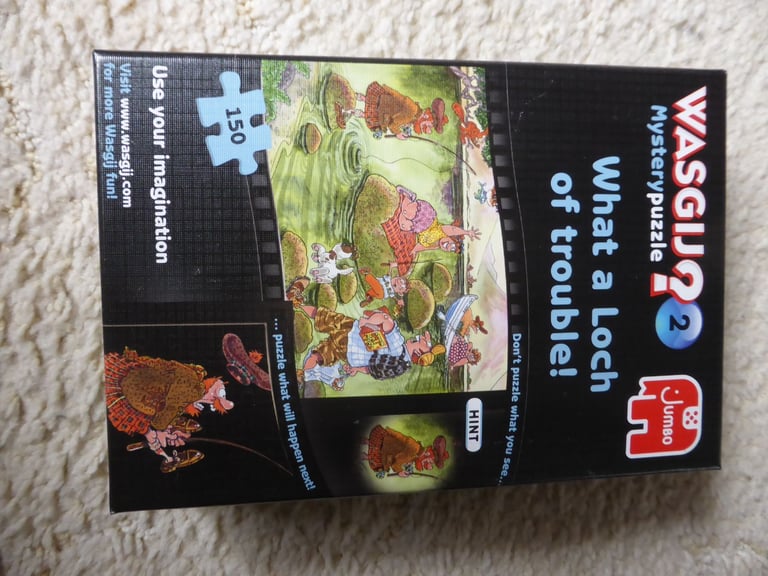 WASGIJ?
2
Mysterypuzzle
What a Loch
of trouble!
Jumbo
Don't puzzle what you see...
HINT
... puzzle what will happen next!
150
Use your imagination
Visit www.wasgij.com
for more Wasgij fun!